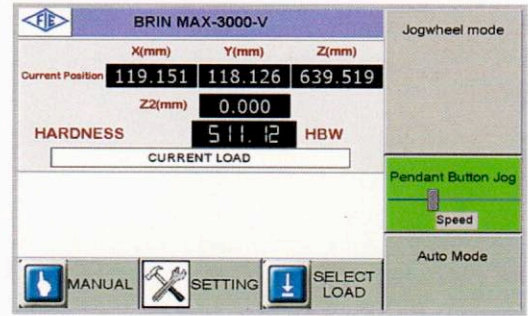 FIE
BRIN MAX-3000-V
X(mm) Y(mm) Z(mm)
Current Position 119.151 118.126 639.519
Z2(mm) 0.000
HARDNESS 511.12 HBW
CURRENT LOAD
MANUAL SETTING SELECT LOAD
Jogwheel mode
Pendant Button Jog
Speed
Auto Mode